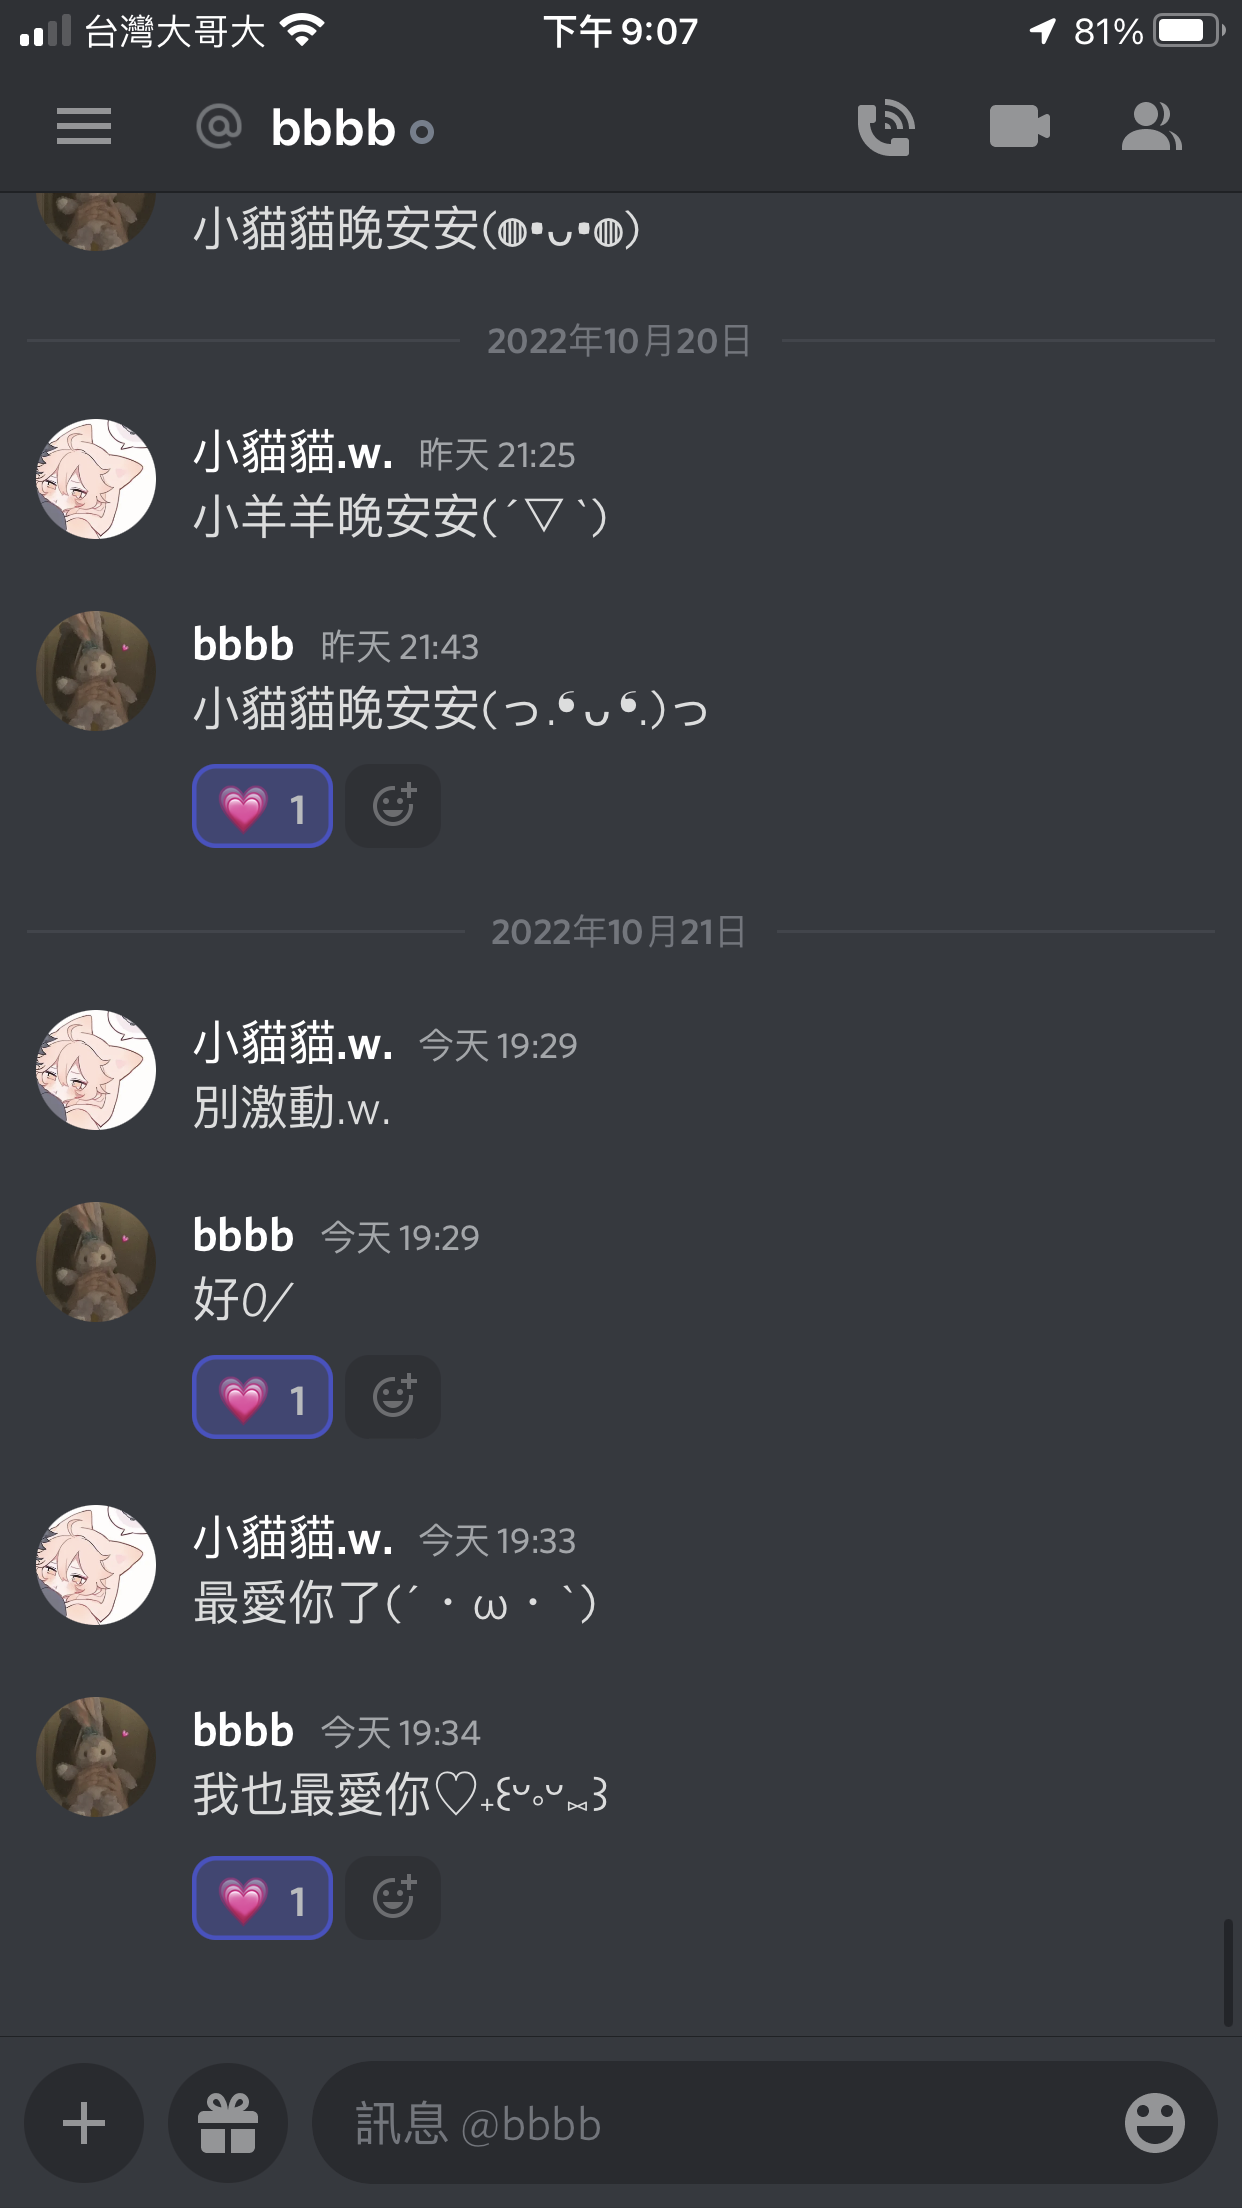 台灣大哥大 下午 9:07 81%
@ bbbb
小貓貓晚安安(◍•ᴗ•◍)
2022年10月20日
小貓貓.w. 昨天 21:25
小羊羊晚安安(´▽`)
bbbb 昨天 21:43
小貓貓晚安安(っ.❛ ᴗ ❛.)っ
💗 1
2022年10月21日
小貓貓.w. 今天 19:29
別激動.w.
bbbb 今天 19:29
好0/
💗 1
小貓貓.w. 今天 19:33
最愛你了(´・ω・`)
bbbb 今天 19:34
我也最愛你♡₊꒰ᵕ༚ᵕ⑅꒱
💗 1
訊息 @bbbb